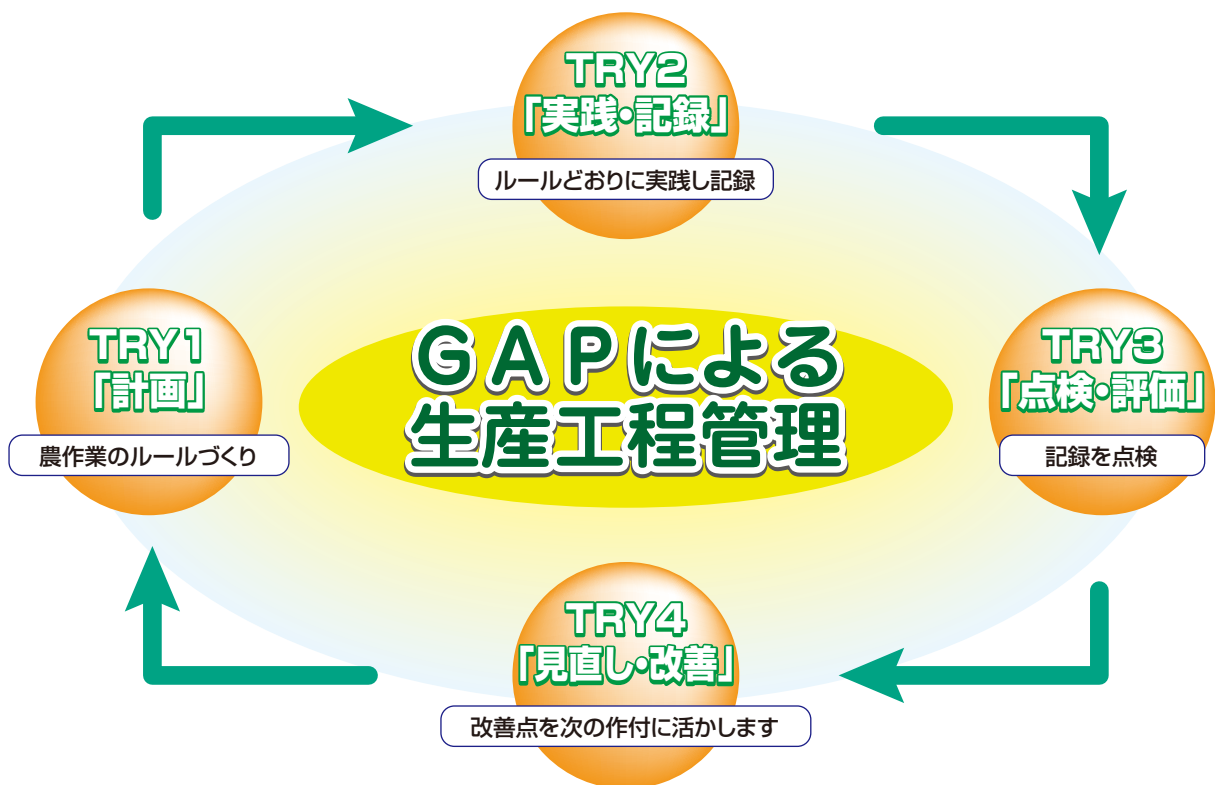 TRY2
「実践・記録」
ルールどおりに実践し記録
TRY1
「計画」
農作業のルールづくり
GAPによる
生産工程管理
TRY3
「点検・評価」
記録を点検
TRY4
「見直し・改善」
改善点を次の作付に活かします